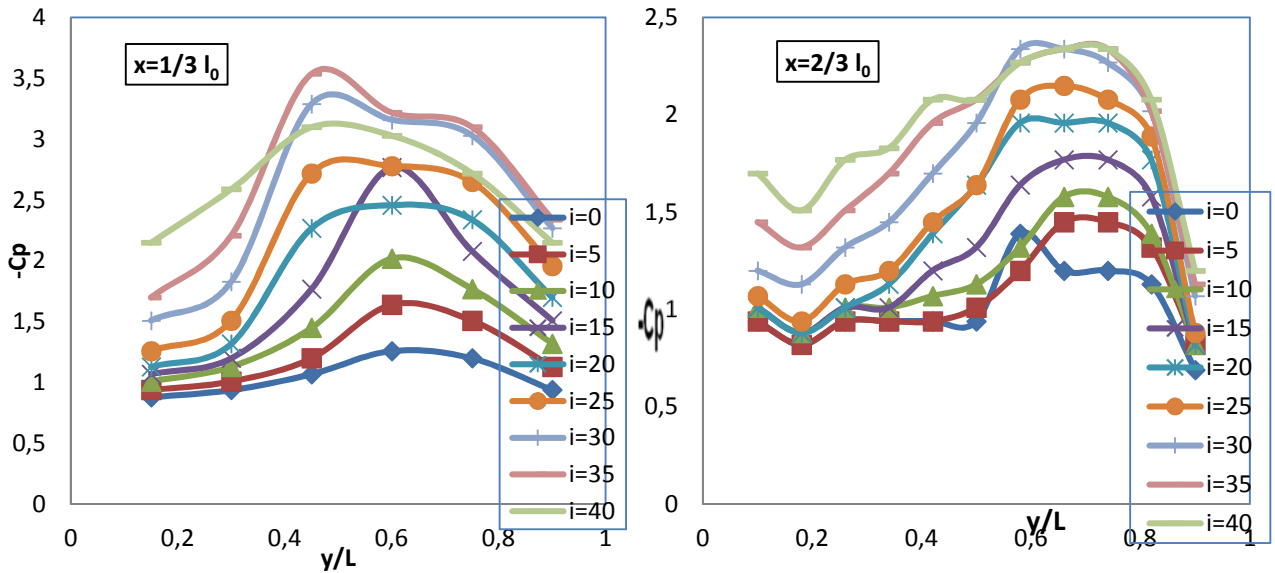 4
3,5
3
2,5
2
1,5
1
0,5
0
-Cp
x=1/3 l0
0 0,2 0,4 0,6 0,8 1
y/L
i=0
i=5
i=10
i=15
i=20
i=25
i=30
i=35
i=40
2,5
2
1,5
1
0,5
0
-Cp
x=2/3 l0
0 0,2 0,4 0,6 0,8 1
y/L
i=0
i=5
i=10
i=15
i=20
i=25
i=30
i=35
i=40